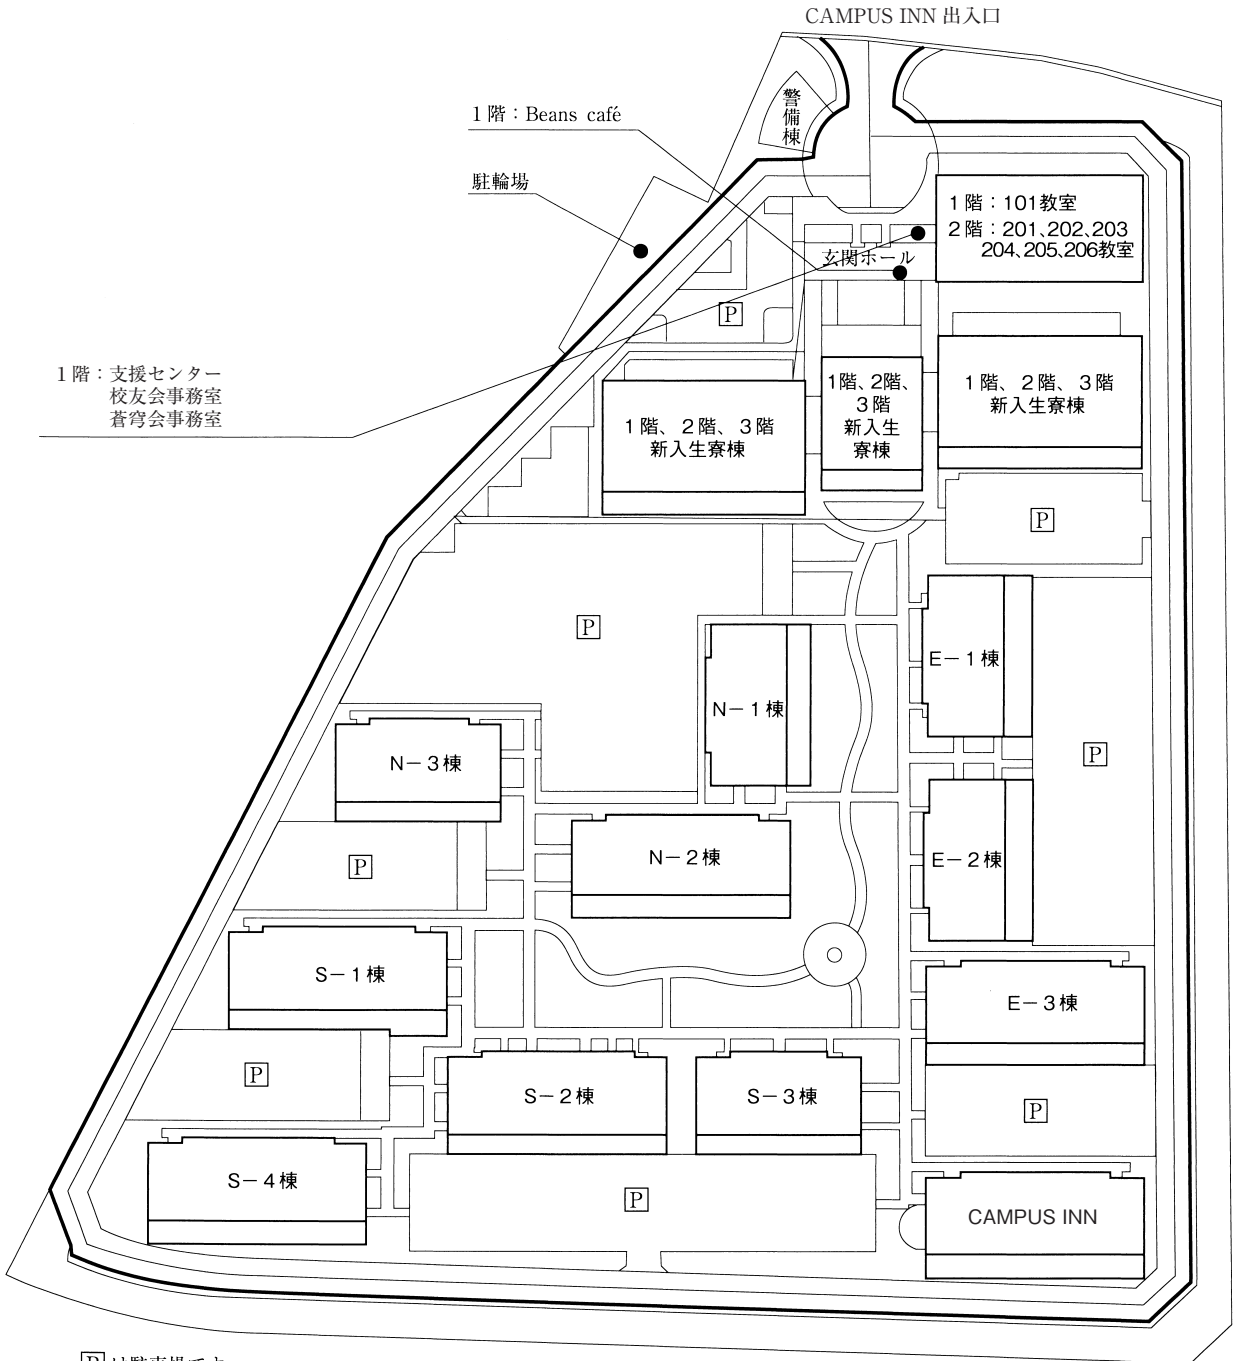 CAMPUS INN 出入口
警備棟
1階：Beans café
駐輪場
1階：101教室
2階：201、202、203
204、205、206教室
玄関ホール
P
1階：支援センター
校友会事務室
蒼穹会事務室
1階、2階、3階
新入生寮棟
1階、2階、
3階
新入生
寮棟
1階、2階、3階
新入生寮棟
P
P
E－1棟
N－1棟
P
N－3棟
N－2棟
E－2棟
P
S－1棟
E－3棟
P
S－2棟
S－3棟
P
S－4棟
P
CAMPUS INN
P は駐車場です